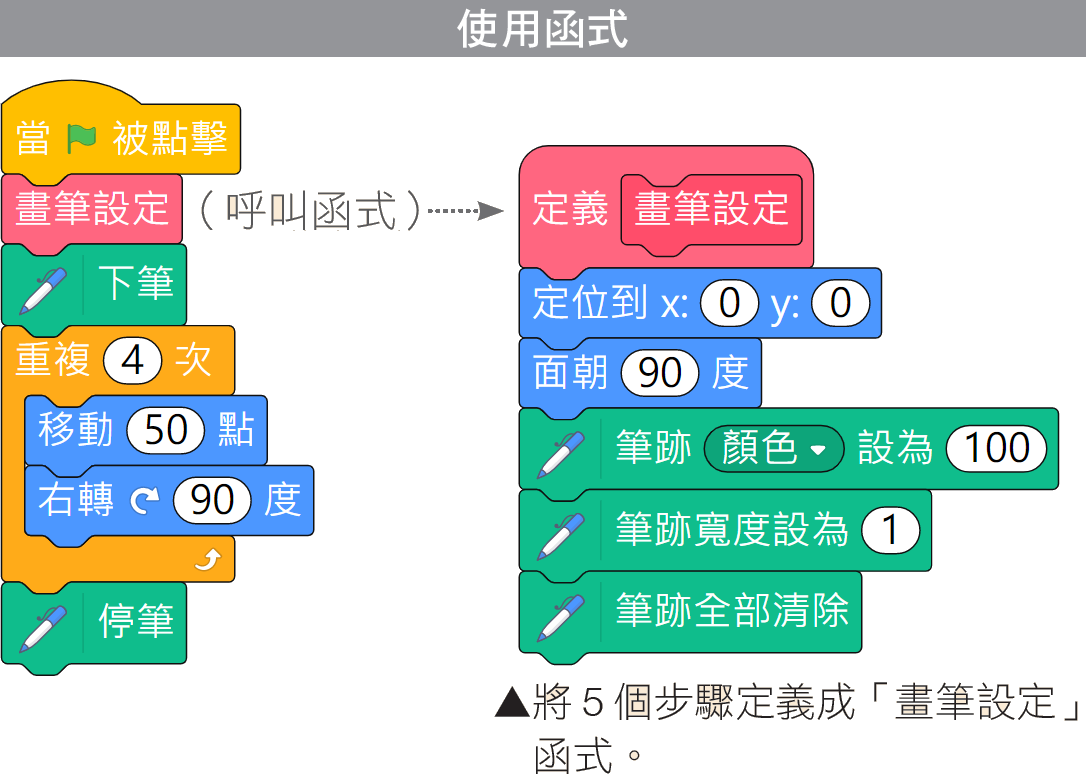 使用函式
當 被點擊
畫筆設定
(呼叫函式)
下筆
重複 4 次
移動 50 點
右轉 90 度
停筆
定義 畫筆設定
定位到 x: 0 y: 0
面朝 90 度
筆跡 顏色 設為 100
筆跡寬度設為 1
筆跡全部清除
▲將 5 個步驟定義成「畫筆設定」
函式。